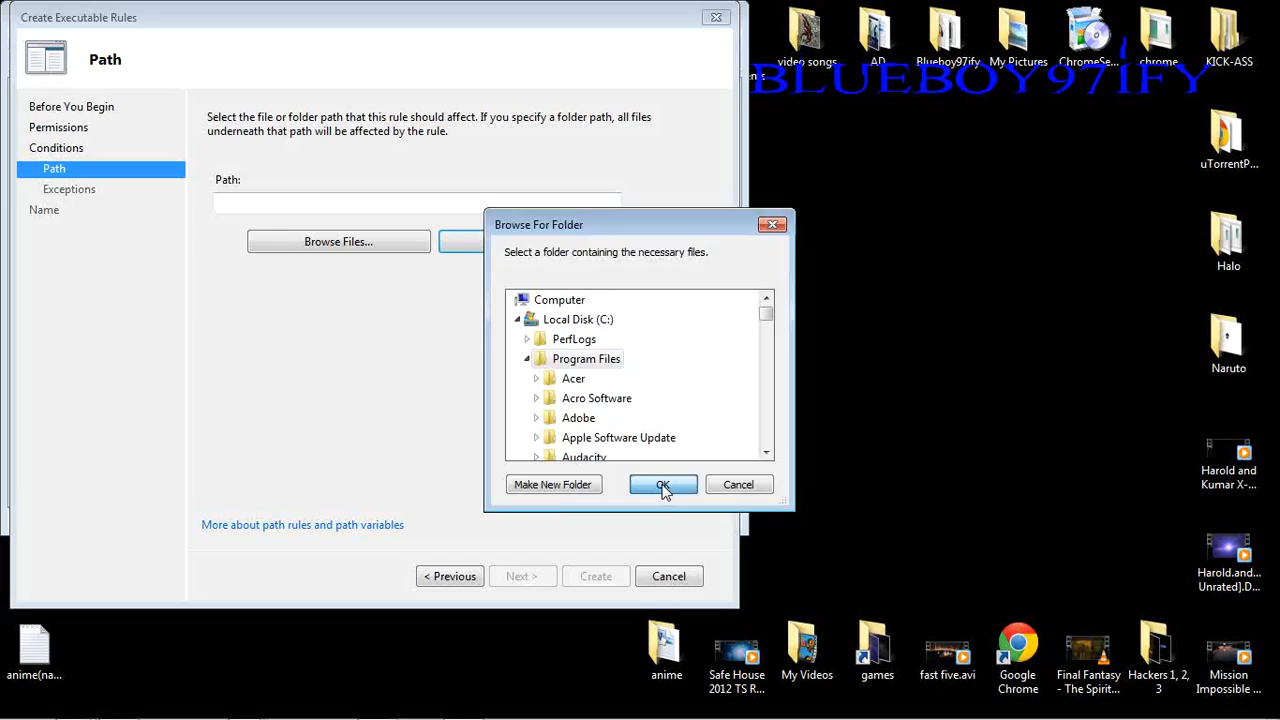 Create Executable Rules
Path
Before You Begin
Permissions
Conditions
Path
Exceptions
Name
Select the file or folder path that this rule should affect. If you specify a folder path, all files
underneath that path will be affected by the rule.
Path:
Browse Files...
Browse For Folder
Select a folder containing the necessary files.
Computer
Local Disk (C:)
PerfLogs
Program Files
Acer
Acro Software
Adobe
Apple Software Update
Audacity
Make New Folder
OK
Cancel
More about path rules and path variables
< Previous
Next >
Create
Cancel
video songs
AD
Blueboy97ify
My Pictures
ChromeSe...
chrome
KICK-ASS
BLUEBOY97IFY
uTorrentP...
Halo
Naruto
Harold and
Kumar X-...
Harold.and...
Unrated].D...
anime(na...
anime
Safe House
2012 TS R...
My Videos
games
fast five.avi
Google
Chrome
Final Fantasy
- The Spirit...
Hackers 1, 2,
3
Mission
Impossible ...